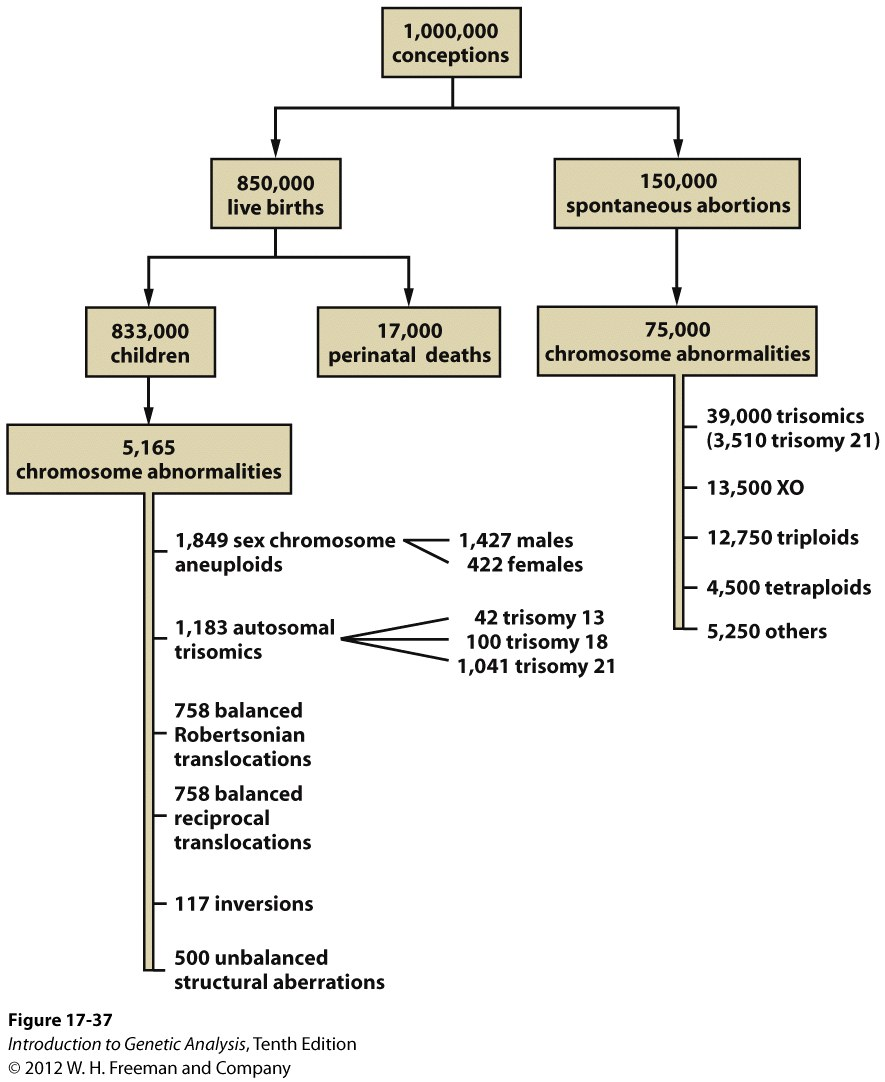 1,000,000
conceptions
850,000
live births
150,000
spontaneous abortions
833,000
children
17,000
perinatal deaths
75,000
chromosome abnormalities
5,165
chromosome abnormalities
39,000 trisomics
(3,510 trisomy 21)
13,500 XO
12,750 triploids
4,500 tetraploids
5,250 others
1,849 sex chromosome
aneuploids
1,427 males
422 females
1,183 autosomal
trisomics
42 trisomy 13
100 trisomy 18
1,041 trisomy 21
758 balanced
Robertsonian
translocations
758 balanced
reciprocal
translocations
117 inversions
500 unbalanced
structural aberrations
Figure 17-37
Introduction to Genetic Analysis, Tenth Edition
© 2012 W. H. Freeman and Company